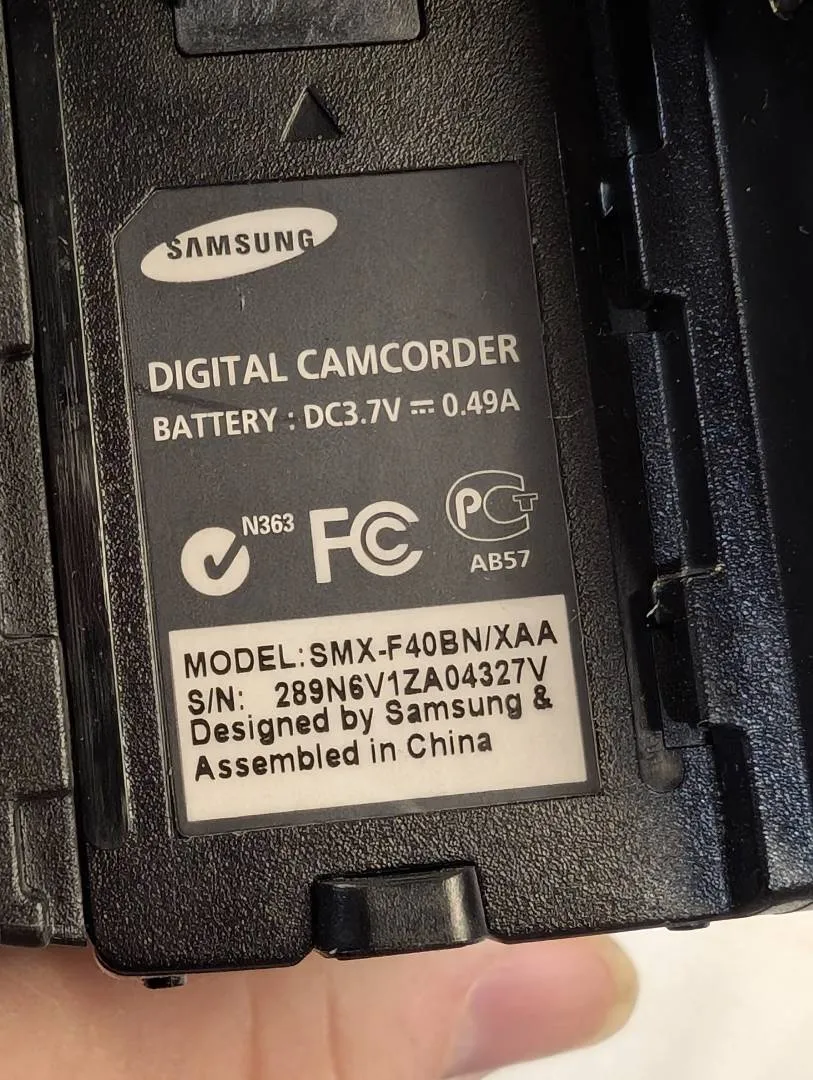 SAMSUNG
DIGITAL CAMCORDER
BATTERY : DC3.7V ⎓ 0.49A
N363
FC
PCT
AB57
MODEL:SMX-F40BN/XAA
S/N: 289N6V1ZA04327V
Designed by Samsung &
Assembled in China